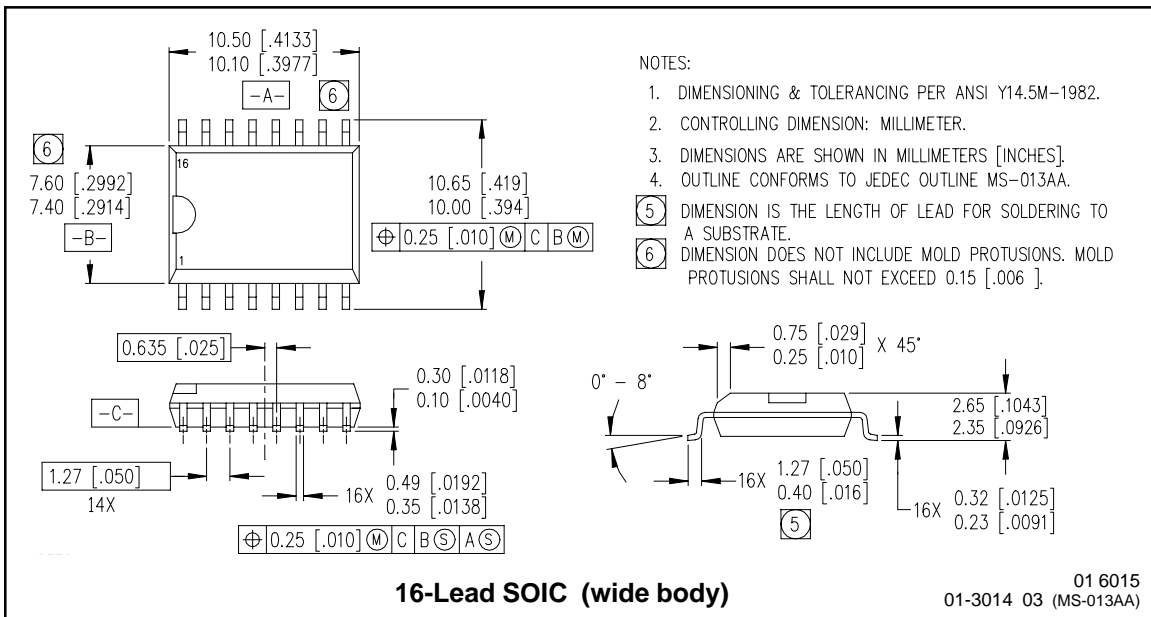 10.50 [.4133]
10.10 [.3977]
-A- 6
6
7.60 [.2992]
7.40 [.2914]
-B-
16
1
10.65 [.419]
10.00 [.394]
⌖ 0.25 [.010] Ⓜ C B Ⓜ
NOTES:
1. DIMENSIONING & TOLERANCING PER ANSI Y14.5M-1982.
2. CONTROLLING DIMENSION: MILLIMETER.
3. DIMENSIONS ARE SHOWN IN MILLIMETERS [INCHES].
4. OUTLINE CONFORMS TO JEDEC OUTLINE MS-013AA.
5 DIMENSION IS THE LENGTH OF LEAD FOR SOLDERING TO
A SUBSTRATE.
6 DIMENSION DOES NOT INCLUDE MOLD PROTUSIONS. MOLD
PROTUSIONS SHALL NOT EXCEED 0.15 [.006 ].
0.635 [.025]
-C-
0.30 [.0118]
0.10 [.0040]
1.27 [.050]
14X
16X 0.49 [.0192]
0.35 [.0138]
⌖ 0.25 [.010] Ⓜ C B Ⓢ A Ⓢ
0.75 [.029]
0.25 [.010] X 45°
0° - 8°
2.65 [.1043]
2.35 [.0926]
16X 1.27 [.050]
0.40 [.016]
5
16X 0.32 [.0125]
0.23 [.0091]
16-Lead SOIC (wide body)
01 6015
01-3014 03 (MS-013AA)